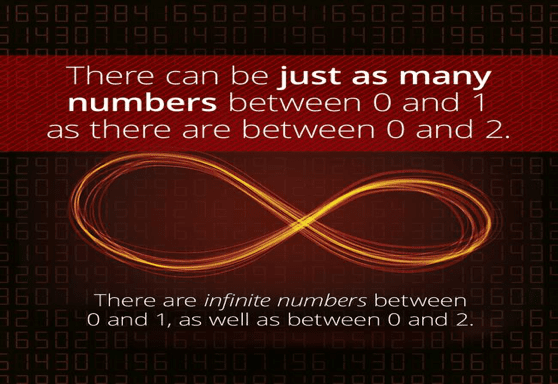 There can be just as many
numbers between 0 and 1
as there are between 0 and 2.
There are infinite numbers between
0 and 1, as well as between 0 and 2.